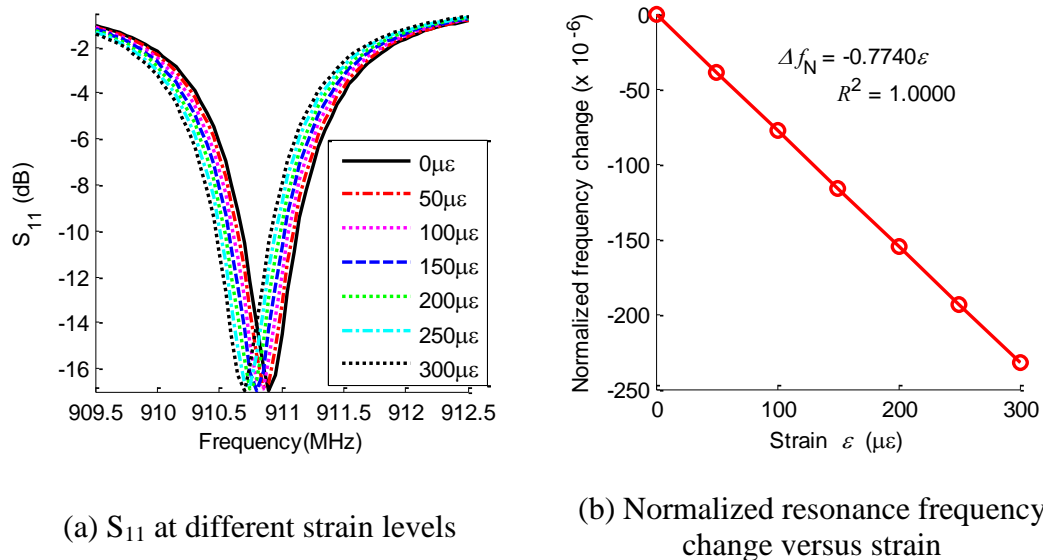 -2
-4
-6
-8
-10
-12
-14
-16
S11 (dB)
909.5 910 910.5 911 911.5 912 912.5
Frequency(MHz)
0με
50με
100με
150με
200με
250με
300με
(a) S11 at different strain levels
0
-50
-100
-150
-200
-250
Normalized frequency change (x 10 -6)
ΔfN = -0.7740ε
R2 = 1.0000
0 100 200 300
Strain ε (με)
(b) Normalized resonance frequency
change versus strain